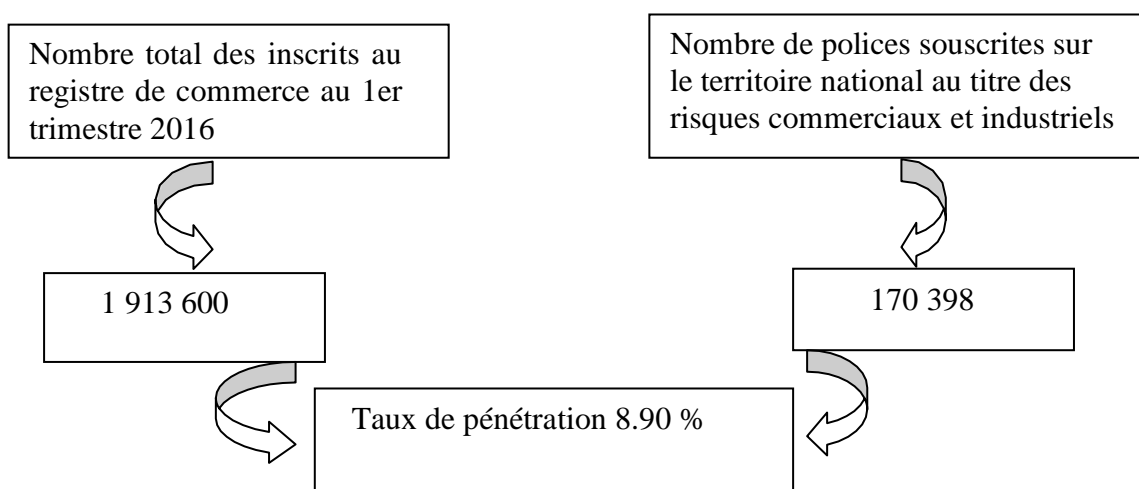 Nombre total des inscrits au
registre de commerce au 1er
trimestre 2016
Nombre de polices souscrites sur
le territoire national au titre des
risques commerciaux et industriels
1 913 600
170 398
Taux de pénétration 8.90 %